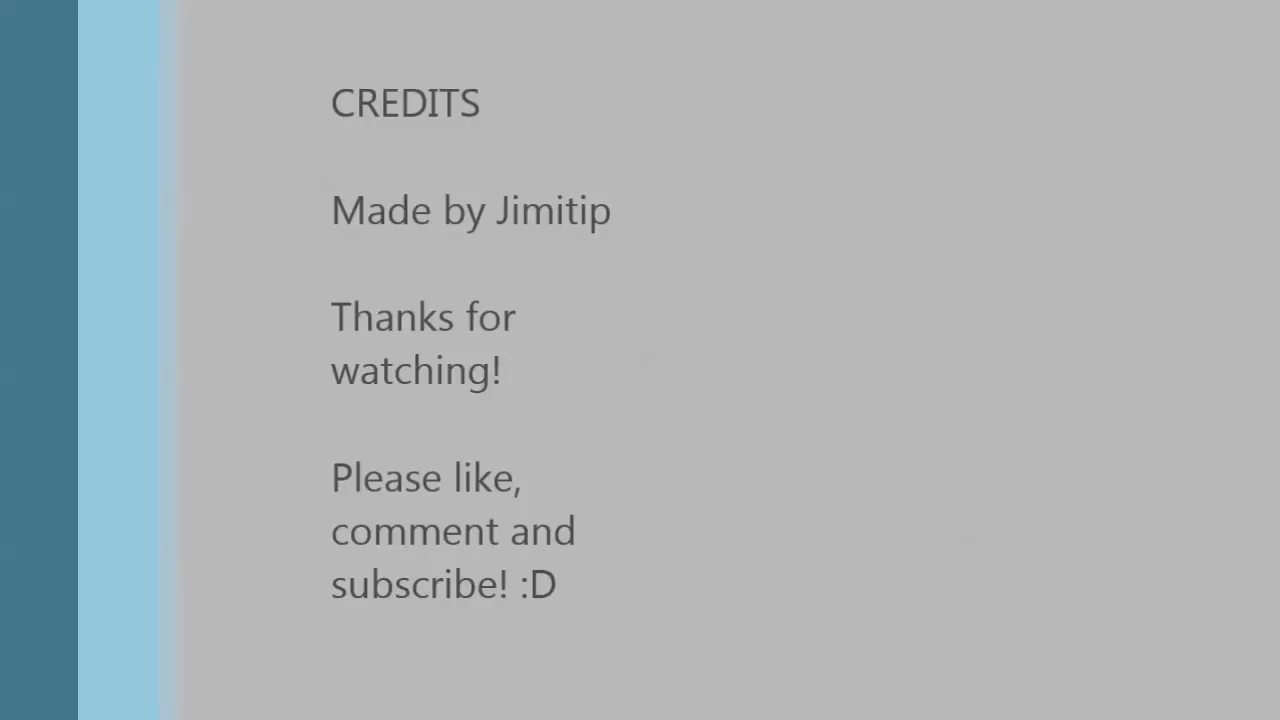 CREDITS
Made by Jimitip
Thanks for
watching!
Please like,
comment and
subscribe! :D